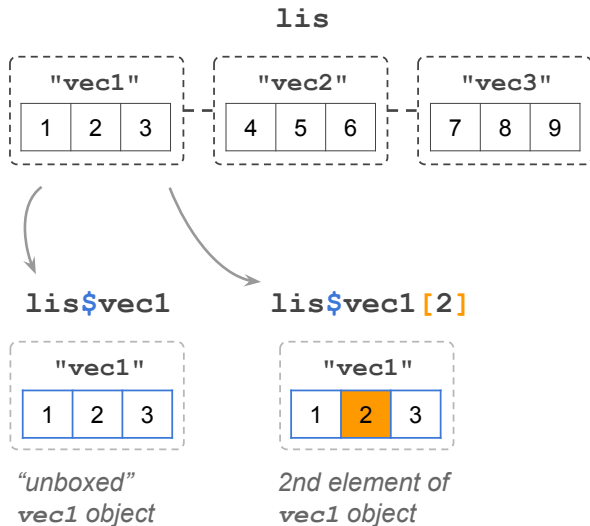 lis
"vec1" "vec2" "vec3"
1 2 3 4 5 6 7 8 9
lis$vec1 lis$vec1[2]
"vec1" "vec1"
1 2 3 1 2 3
“unboxed” 2nd element of
vec1 object vec1 object